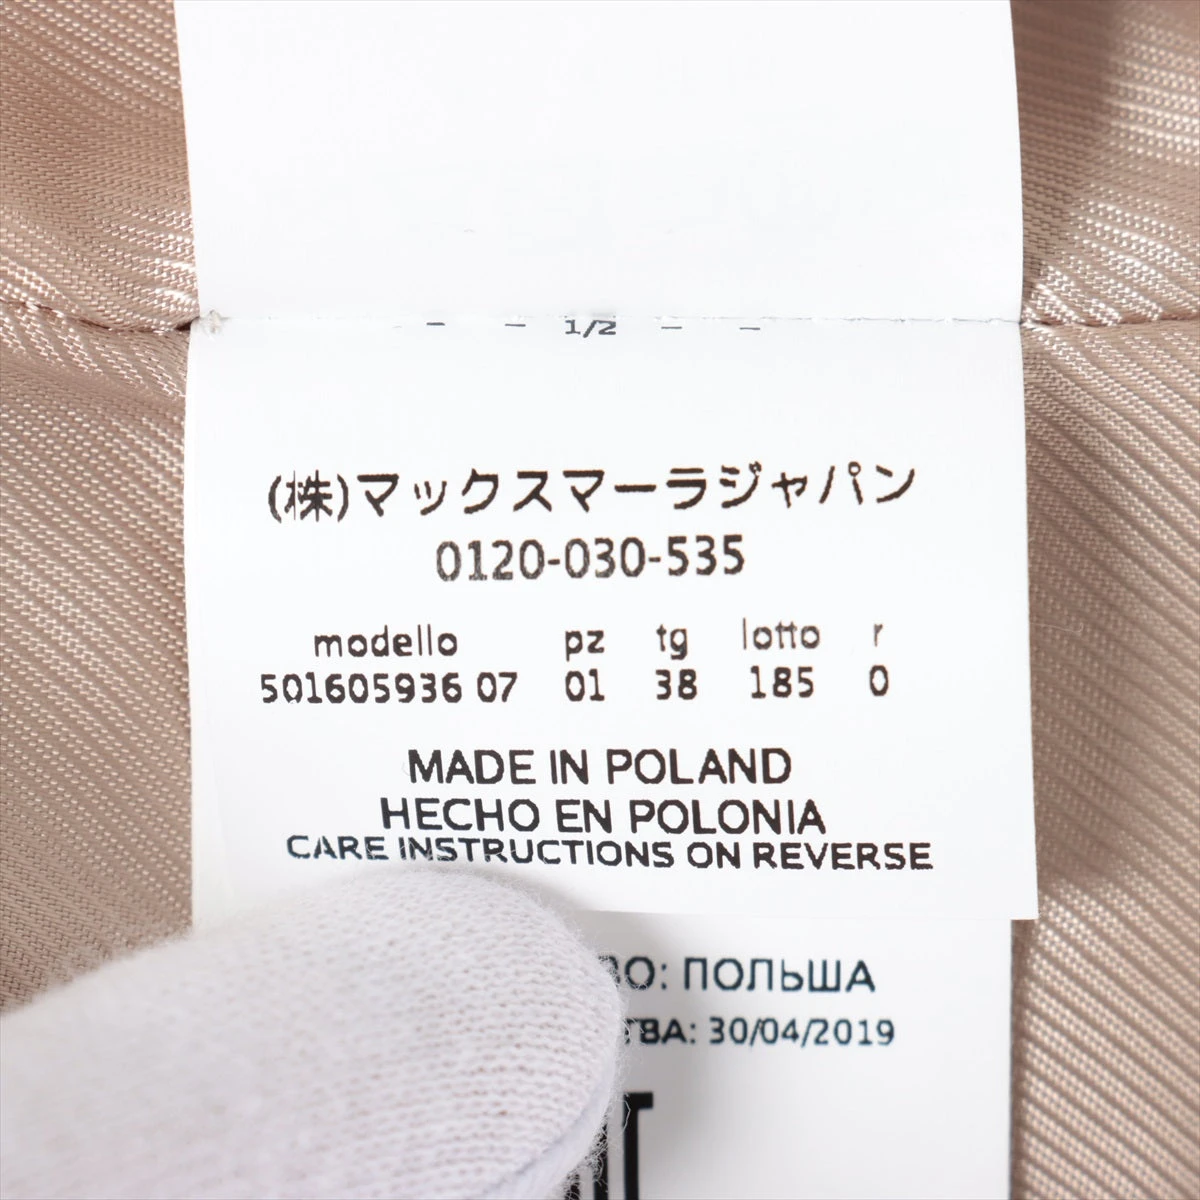 - - 1/2 - -
(株)マックスマーラジャパン
0120-030-535
modello pz tg lotto r
501605936 07 01 38 185 0
MADE IN POLAND
HECHO EN POLONIA
CARE INSTRUCTIONS ON REVERSE
ПОЛЬША
30/04/2019